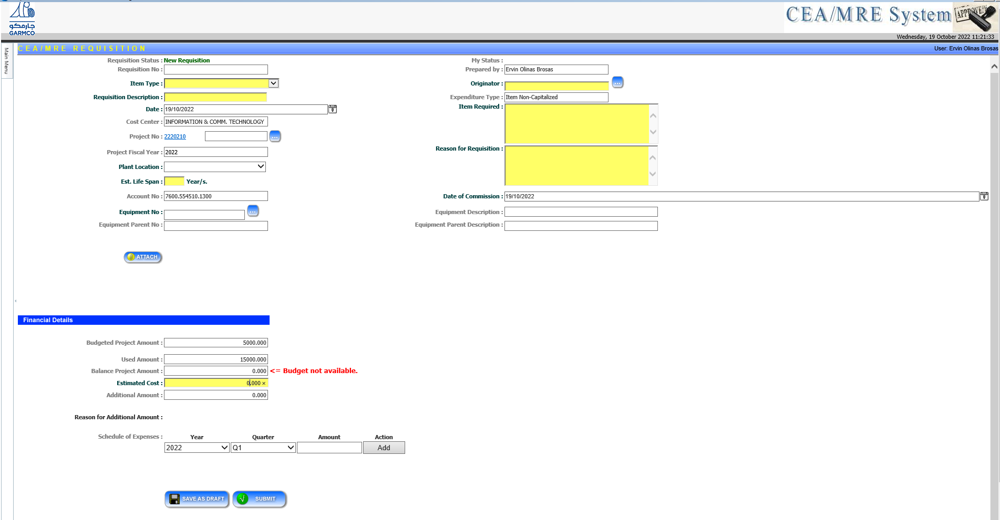 جارمكو
GARMCO
CEA/MRE System
APPROVED
Wednesday, 19 October 2022 11:21:33
Main Menu
CEA/MRE REQUISITION
User: Ervin Olinas Brosas
Requisition Status : New Requisition
My Status :
Requisition No :
Prepared by : Ervin Olinas Brosas
Item Type :
Originator :
...
Requisition Description :
Expenditure Type : Item Non-Capitalized
Date : 19/10/2022
Item Required :
Cost Center : INFORMATION & COMM. TECHNOLOGY
Project No : 2220210
...
Reason for Requisition :
Project Fiscal Year : 2022
Plant Location :
Est. Life Span : Year/s.
Account No : 7600.554510.1300
Date of Commission : 19/10/2022
Equipment No :
...
Equipment Description :
Equipment Parent No :
Equipment Parent Description :
ATTACH
Financial Details
Budgeted Project Amount : 5000.000
Used Amount : 15000.000
Balance Project Amount : 0.000 <= Budget not available.
Estimated Cost : 0.000 ×
Additional Amount : 0.000
Reason for Additional Amount :
Schedule of Expenses : Year Quarter Amount Action
2022 Q1 Add
SAVE AS DRAFT SUBMIT